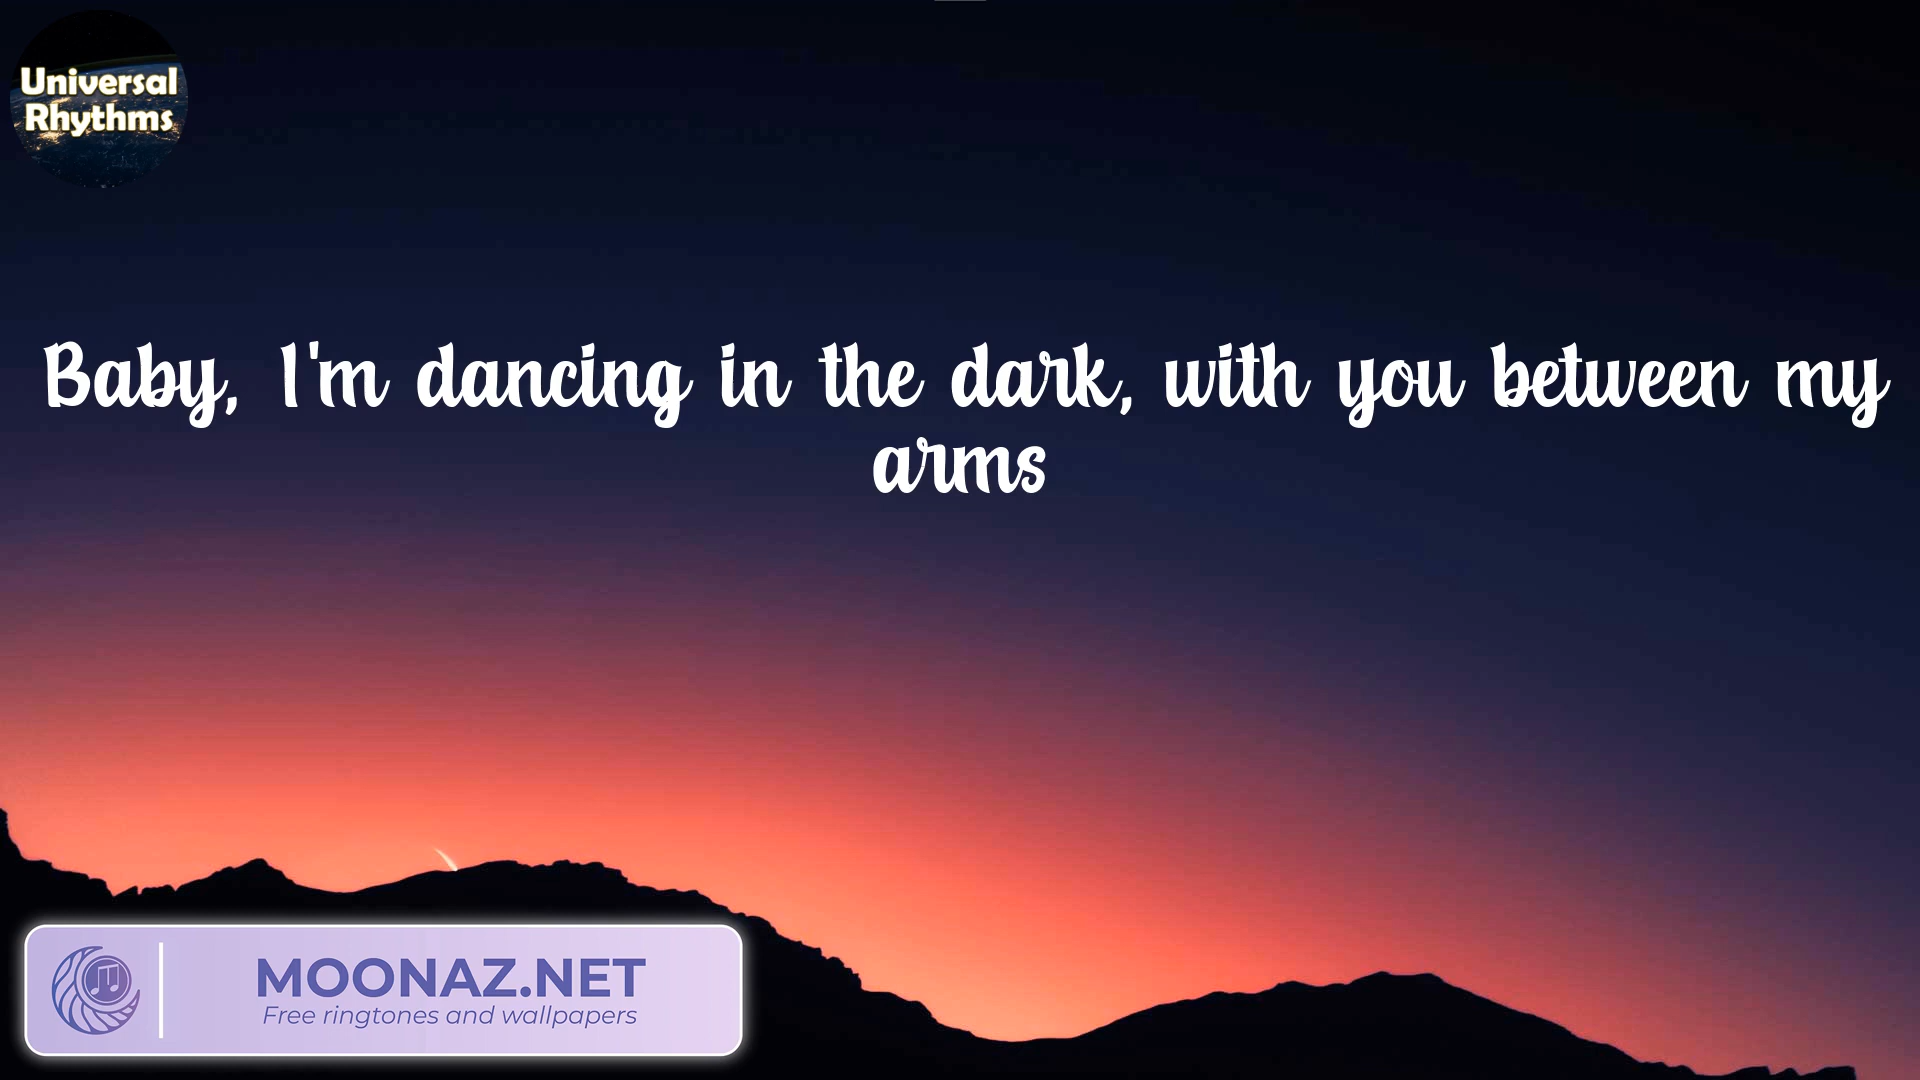 Universal
Rhythms
Baby, I'm dancing in the dark, with you between my
arms
MOONAZ.NET
Free ringtones and wallpapers